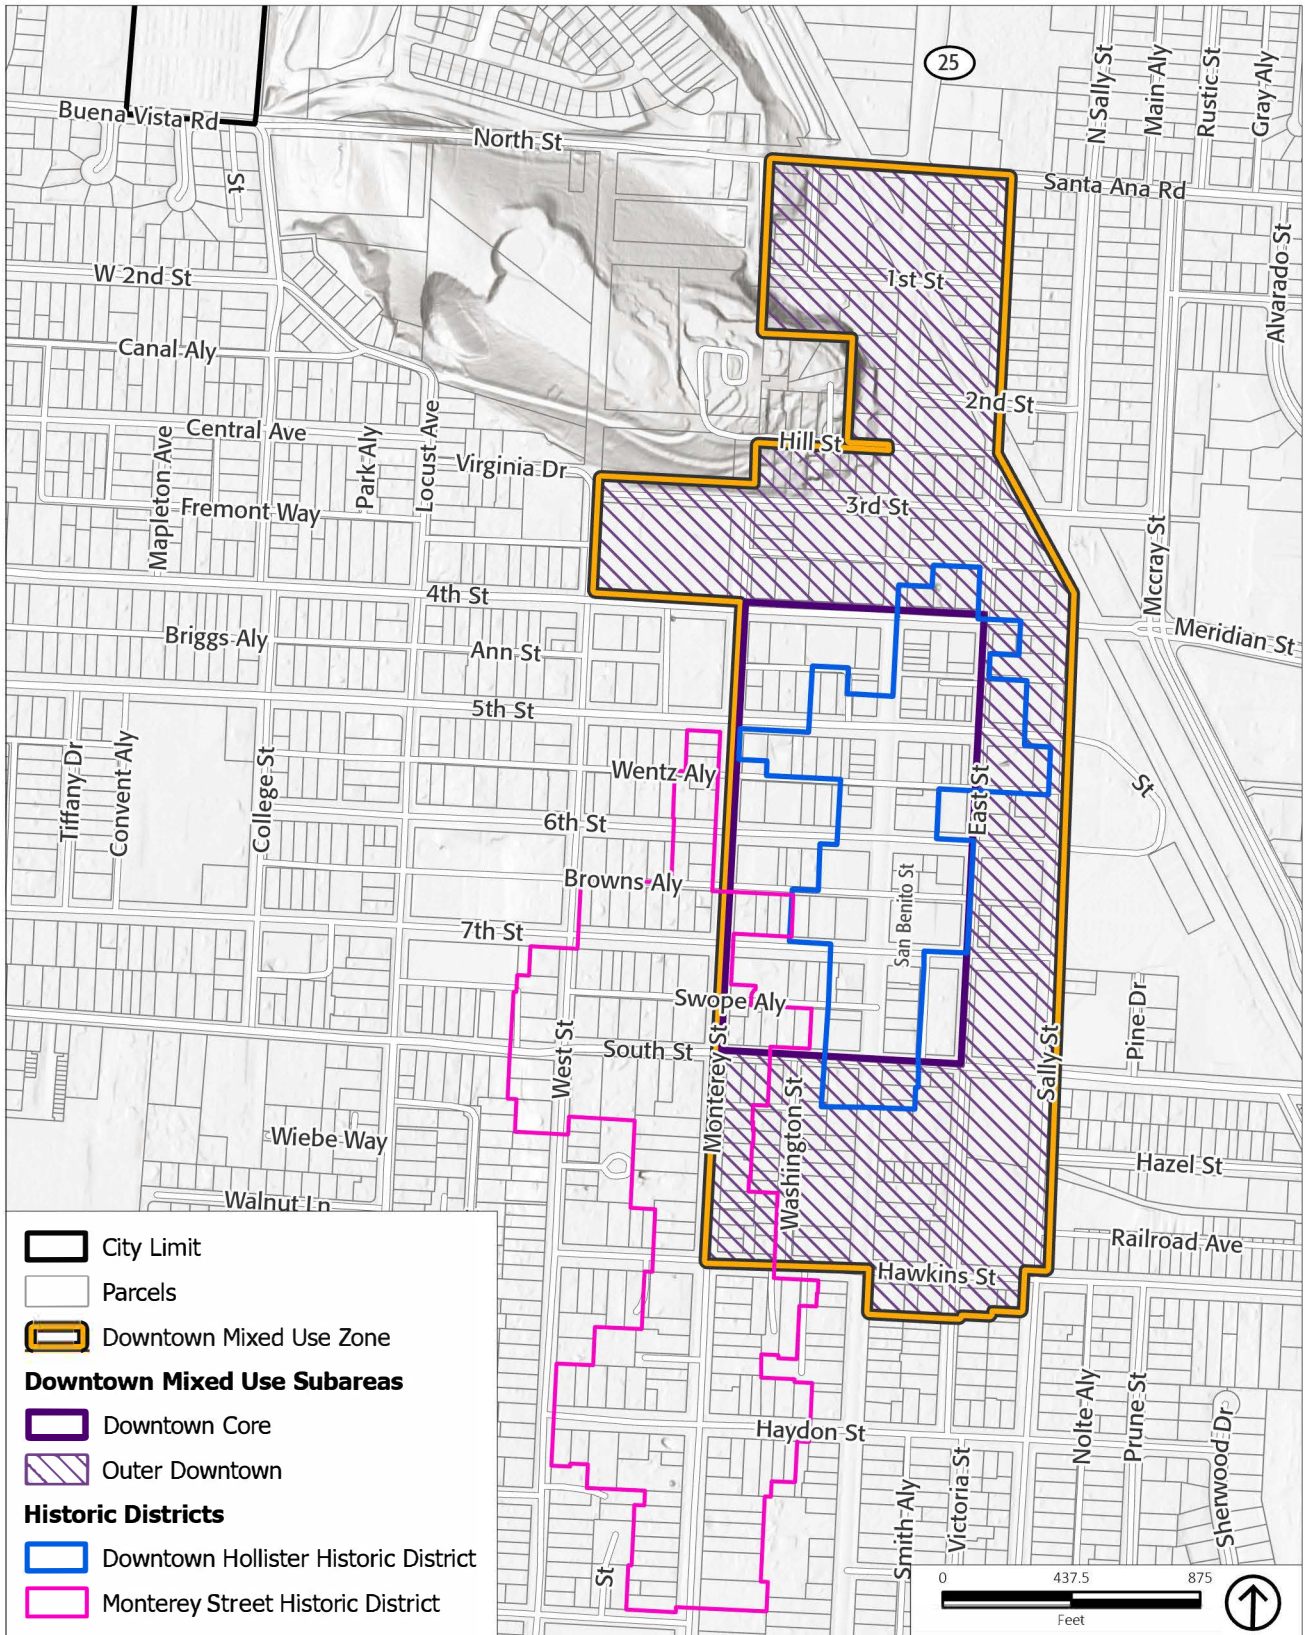 25
N Sally St
Main Aly
Rustic St
Gray Aly
Buena Vista Rd
North St
St
Santa Ana Rd
W 2nd St
1st St
Alvarado St
Canal Aly
2nd St
Central Ave
Mapleton Ave
Park Aly
Locust Ave
Hill St
Virginia Dr
3rd St
Fremont Way
Mccray St
4th St
Meridian St
Briggs Aly
Ann St
5th St
Tiffany Dr
Convent Aly
College St
Wentz Aly
East St
St
6th St
Browns Aly
San Benito St
7th St
Swope Aly
West St
South St
Monterey St
Washington St
Sally St
Pine Dr
Wiebe Way
Hazel St
Walnut Ln
Railroad Ave
Hawkins St
Haydon St
Nolte Aly
Prune St
Sherwood Dr
Smith Aly
Victoria St
St
City Limit
Parcels
Downtown Mixed Use Zone
Downtown Mixed Use Subareas
Downtown Core
Outer Downtown
Historic Districts
Downtown Hollister Historic District
Monterey Street Historic District
0 437.5 875
Feet